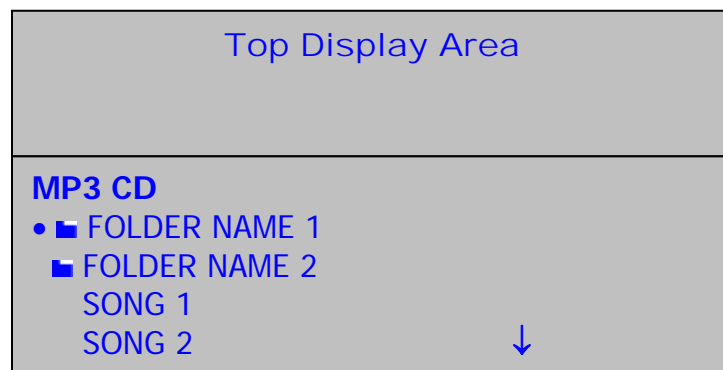 Top Display Area
MP3 CD
• FOLDER NAME 1
FOLDER NAME 2
SONG 1
SONG 2 ↓